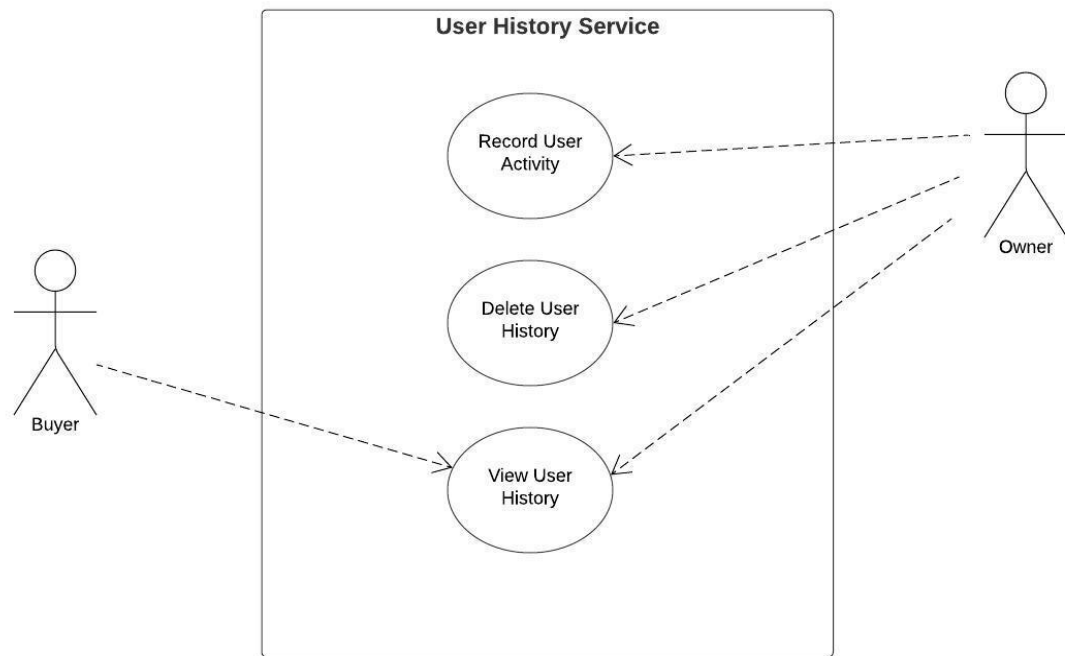 User History Service
Record User
Activity
Owner
Delete User
History
Buyer
View User
History